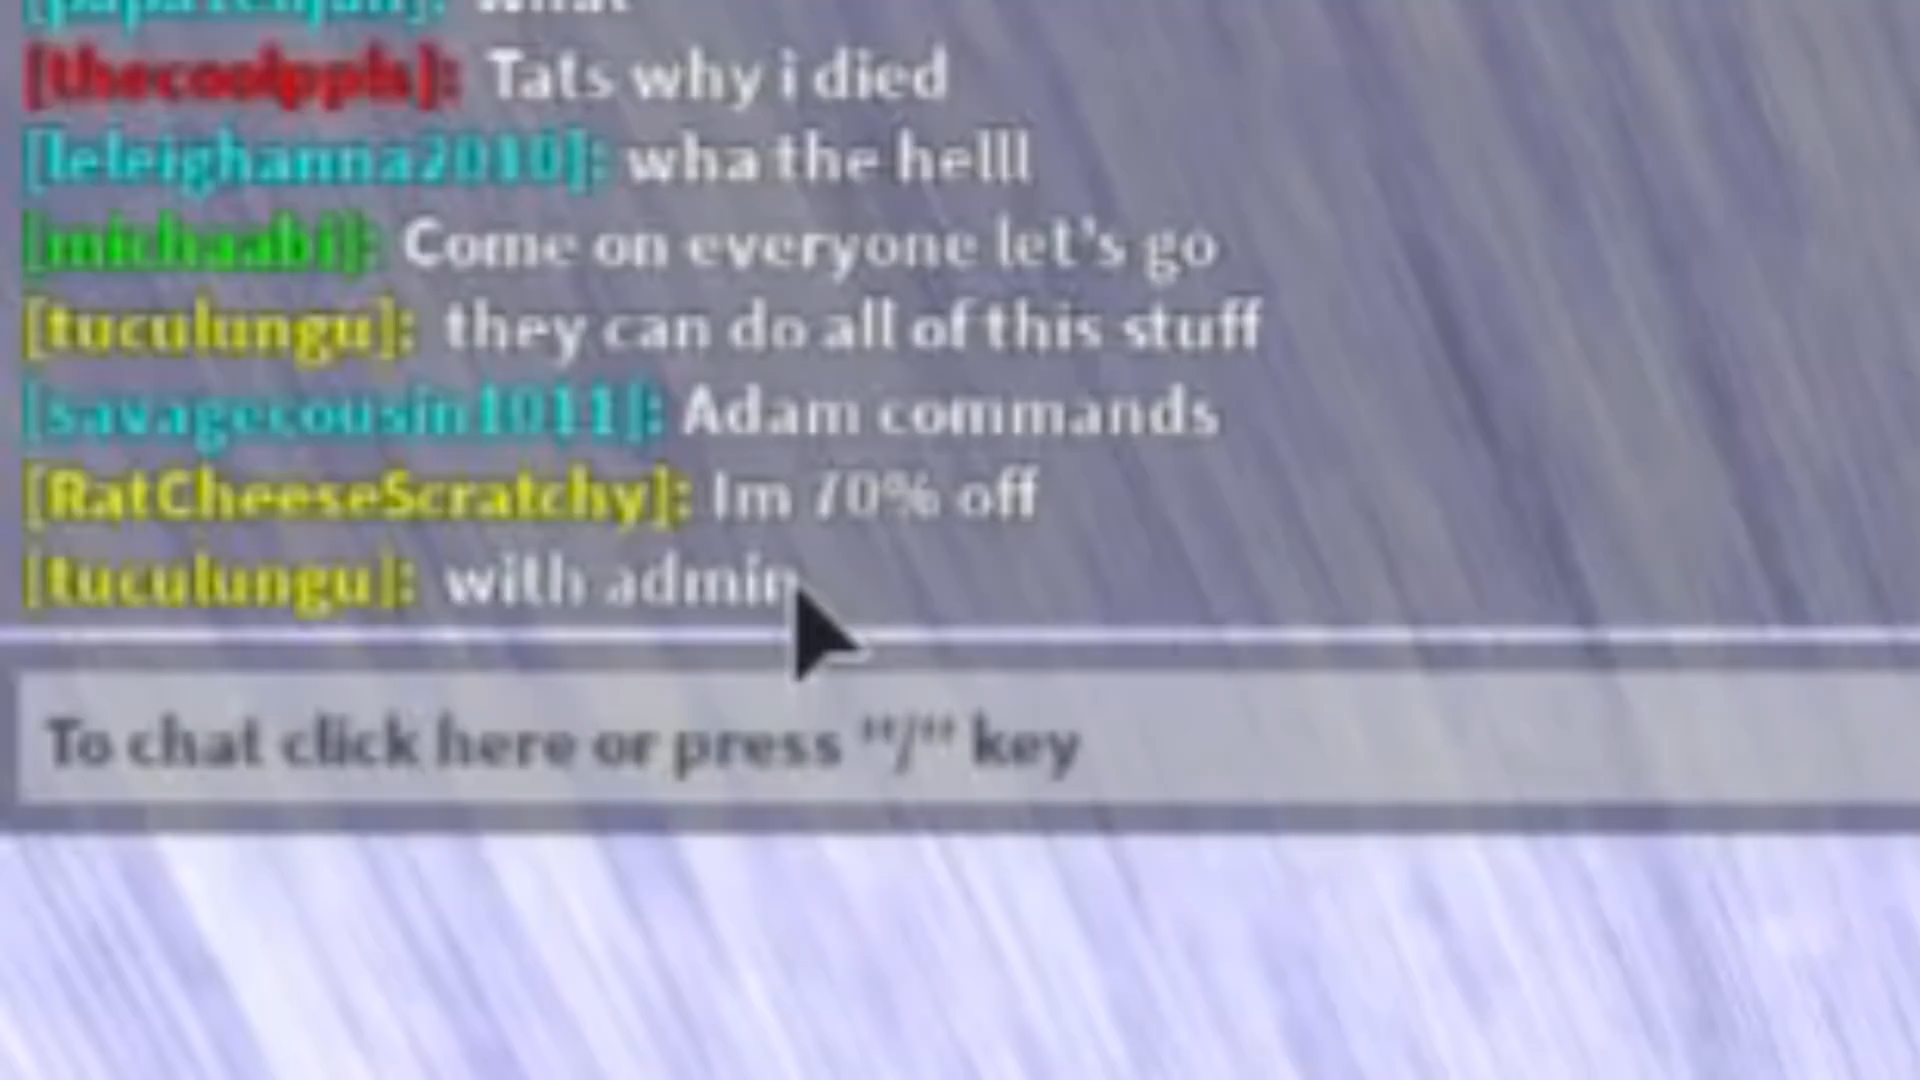 what
[thecoolppls]: Tats why i died
[leleighanna2010]: wha the helll
[michaabi]: Come on everyone let's go
[tuculungu]: they can do all of this stuff
[savagecousin1011]: Adam commands
[RatCheeseScratchy]: Im 70% off
[tuculungu]: with admin
To chat click here or press "/" key